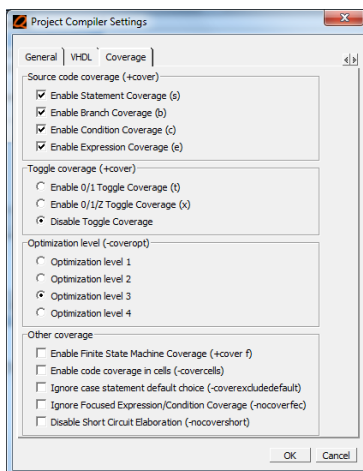 Project Compiler Settings
General VHDL Coverage
Source code coverage (+cover)
Enable Statement Coverage (s)
Enable Branch Coverage (b)
Enable Condition Coverage (c)
Enable Expression Coverage (e)
Toggle coverage (+cover)
Enable 0/1 Toggle Coverage (t)
Enable 0/1/Z Toggle Coverage (x)
Disable Toggle Coverage
Optimization level (-coveropt)
Optimization level 1
Optimization level 2
Optimization level 3
Optimization level 4
Other coverage
Enable Finite State Machine Coverage (+cover f)
Enable code coverage in cells (-covercells)
Ignore case statement default choice (-coverexcludedefault)
Ignore Focused Expression/Condition Coverage (-nocoverfec)
Disable Short Circuit Elaboration (-nocovershort)
OK Cancel